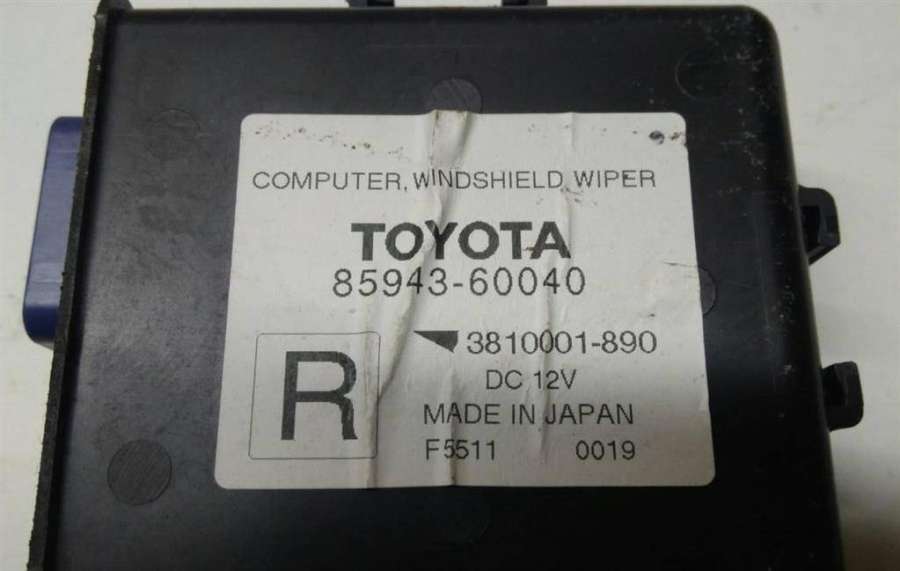 COMPUTER, WINDSHIELD WIPER
TOYOTA
85943-60040
R
3810001-890
DC 12V
MADE IN JAPAN
F5511 0019